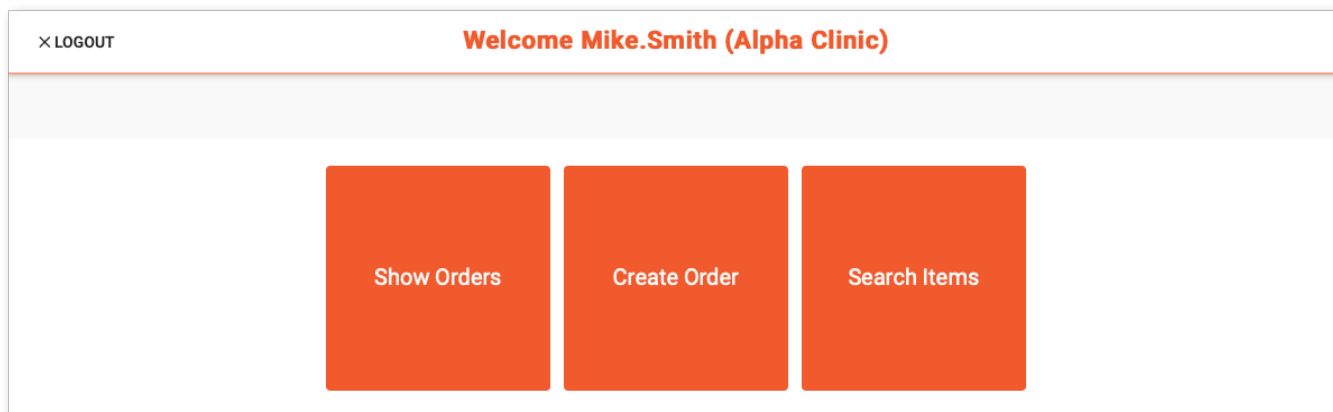 LOGOUT
Welcome Mike.Smith (Alpha Clinic)
Show Orders
Create Order
Search Items